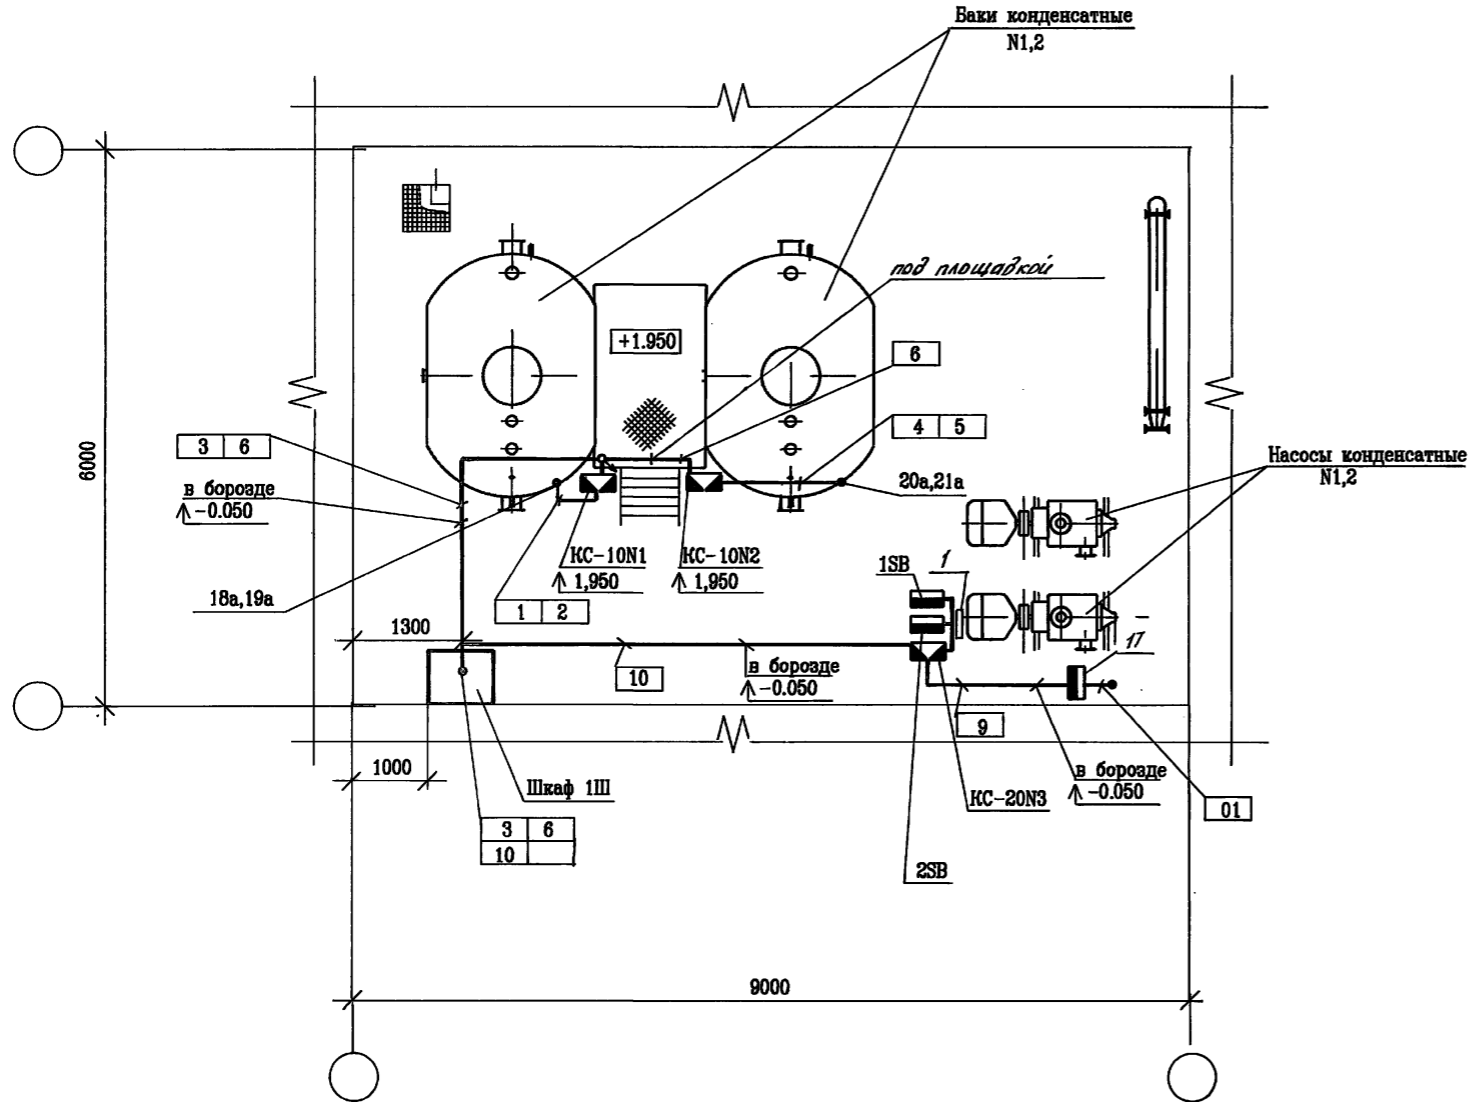 Баки конденсатные
N1,2
под площадкой
+1.950
6
3 6
4 5
в борозде
-0.050
20а,21а
Насосы конденсатные
N1,2
6000
КС-10N1
1,950
КС-10N2
1,950
1SB
1
18а,19а
1 2
1300
17
10
в борозде
-0.050
9
1000
Шкаф 1Ш
в борозде
-0.050
КС-20N3
01
3 6
10
2SB
9000